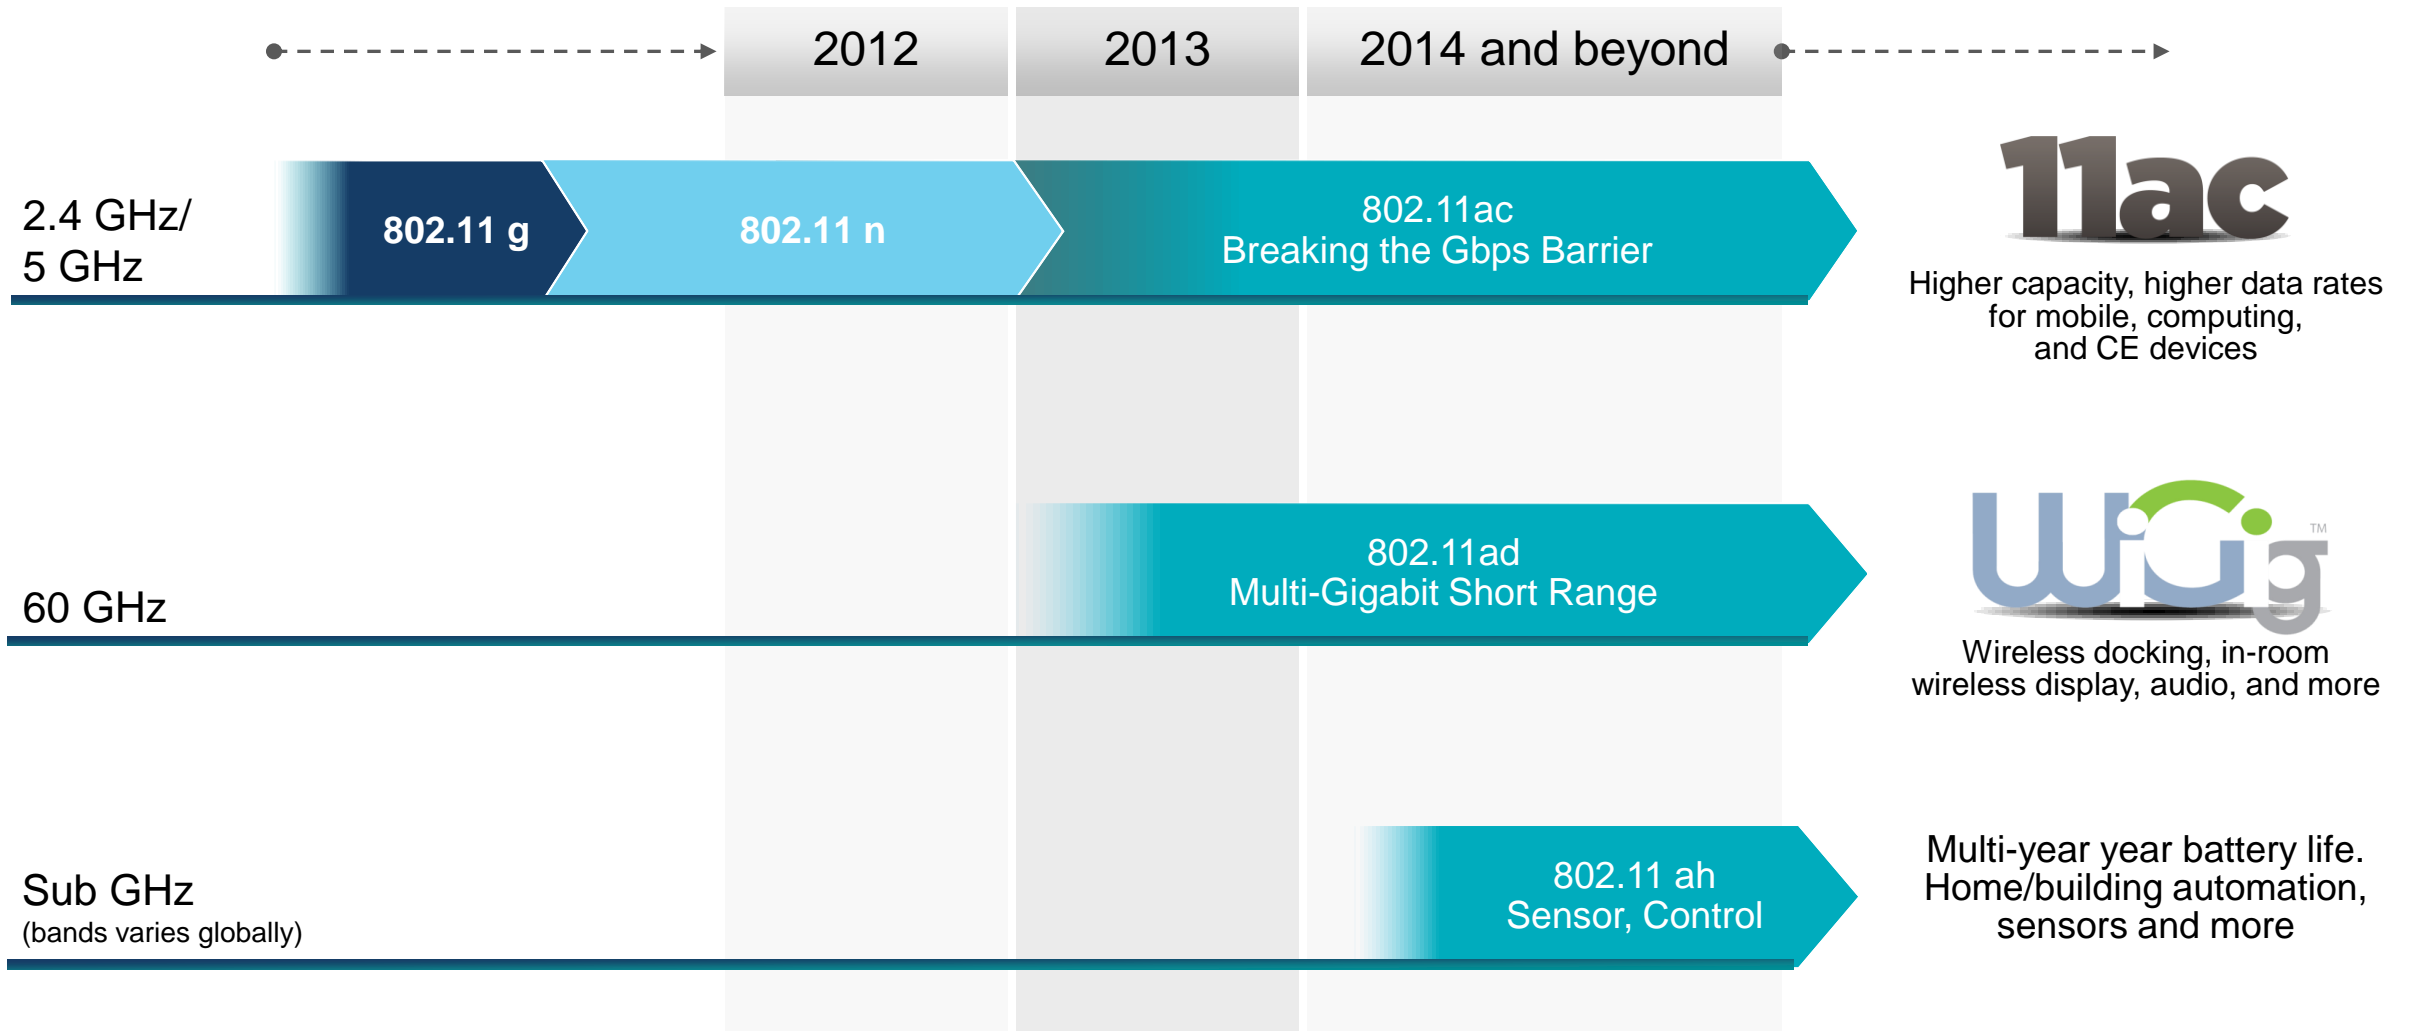 2012
2013
2014 and beyond
2.4 GHz/
5 GHz
802.11 g
802.11 n
802.11ac
Breaking the Gbps Barrier
11ac
Higher capacity, higher data rates
for mobile, computing,
and CE devices
60 GHz
802.11ad
Multi-Gigabit Short Range
WiGig
TM
Wireless docking, in-room
wireless display, audio, and more
Sub GHz
(bands varies globally)
802.11 ah
Sensor, Control
Multi-year year battery life.
Home/building automation,
sensors and more